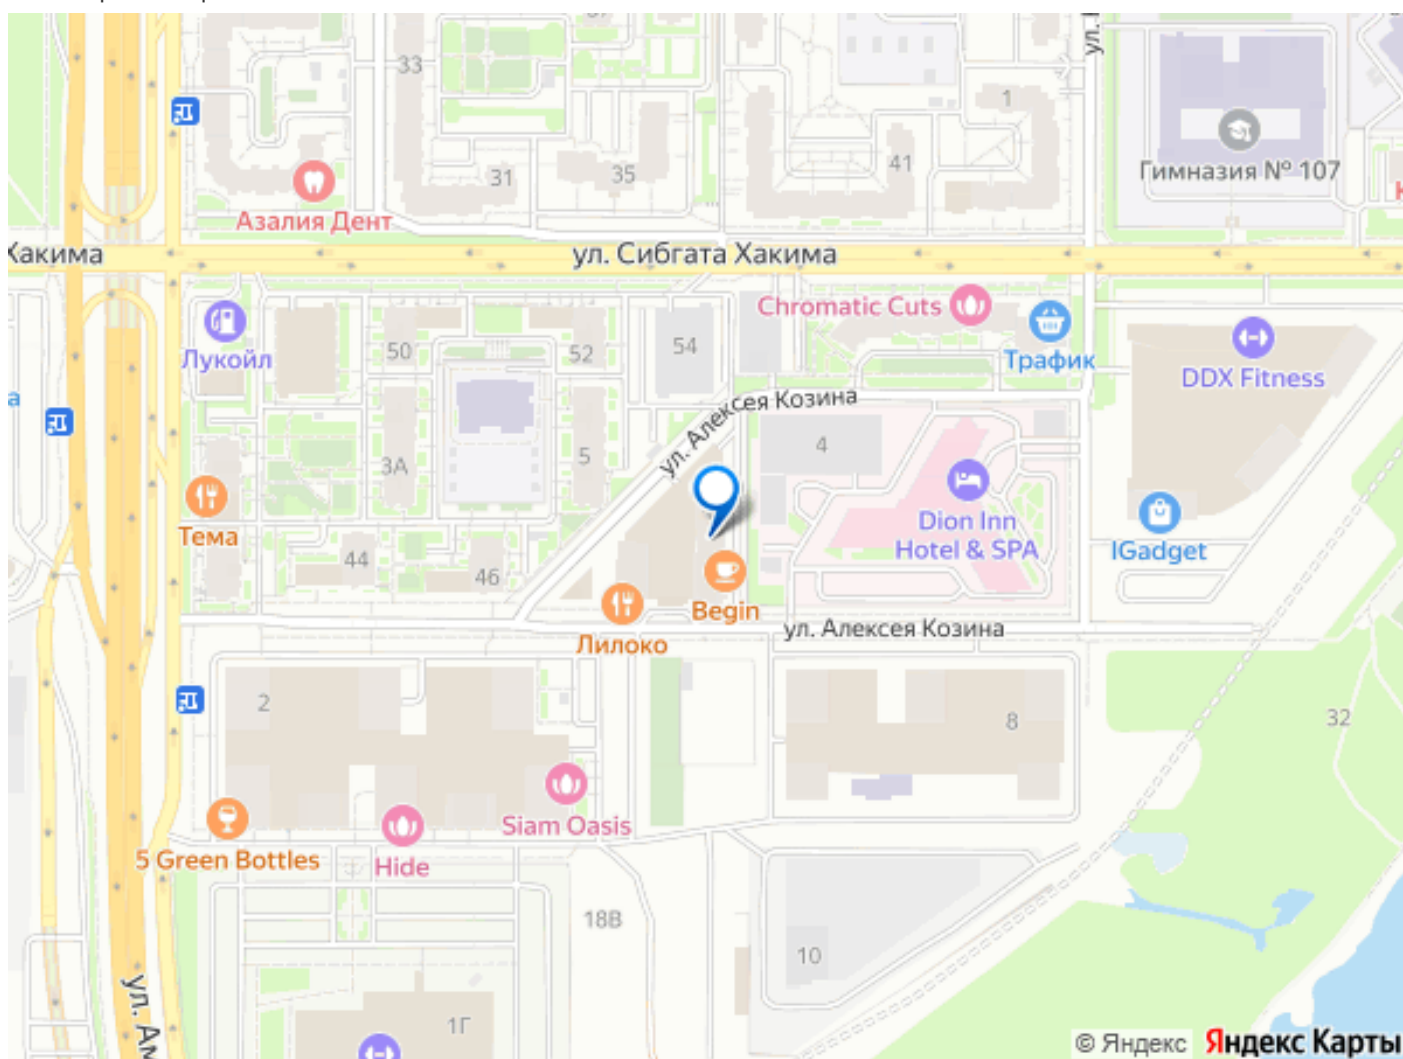 33
1
41
Гимназия № 107
31
35
Азалия Дент
Хакима
ул. Сибгата Хакима
Chromatic Cuts
Лукойл
50
52
54
Трафик
DDX Fitness
ул. Алексея Козина
4
3А
5
Тема
Dion Inn
Hotel & SPA
IGadget
44
46
Begin
Лилоко
ул. Алексея Козина
2
8
32
Siam Oasis
5 Green Bottles
Hide
18В
10
ул. Ам
1Г
© Яндекс Яндекс Карты